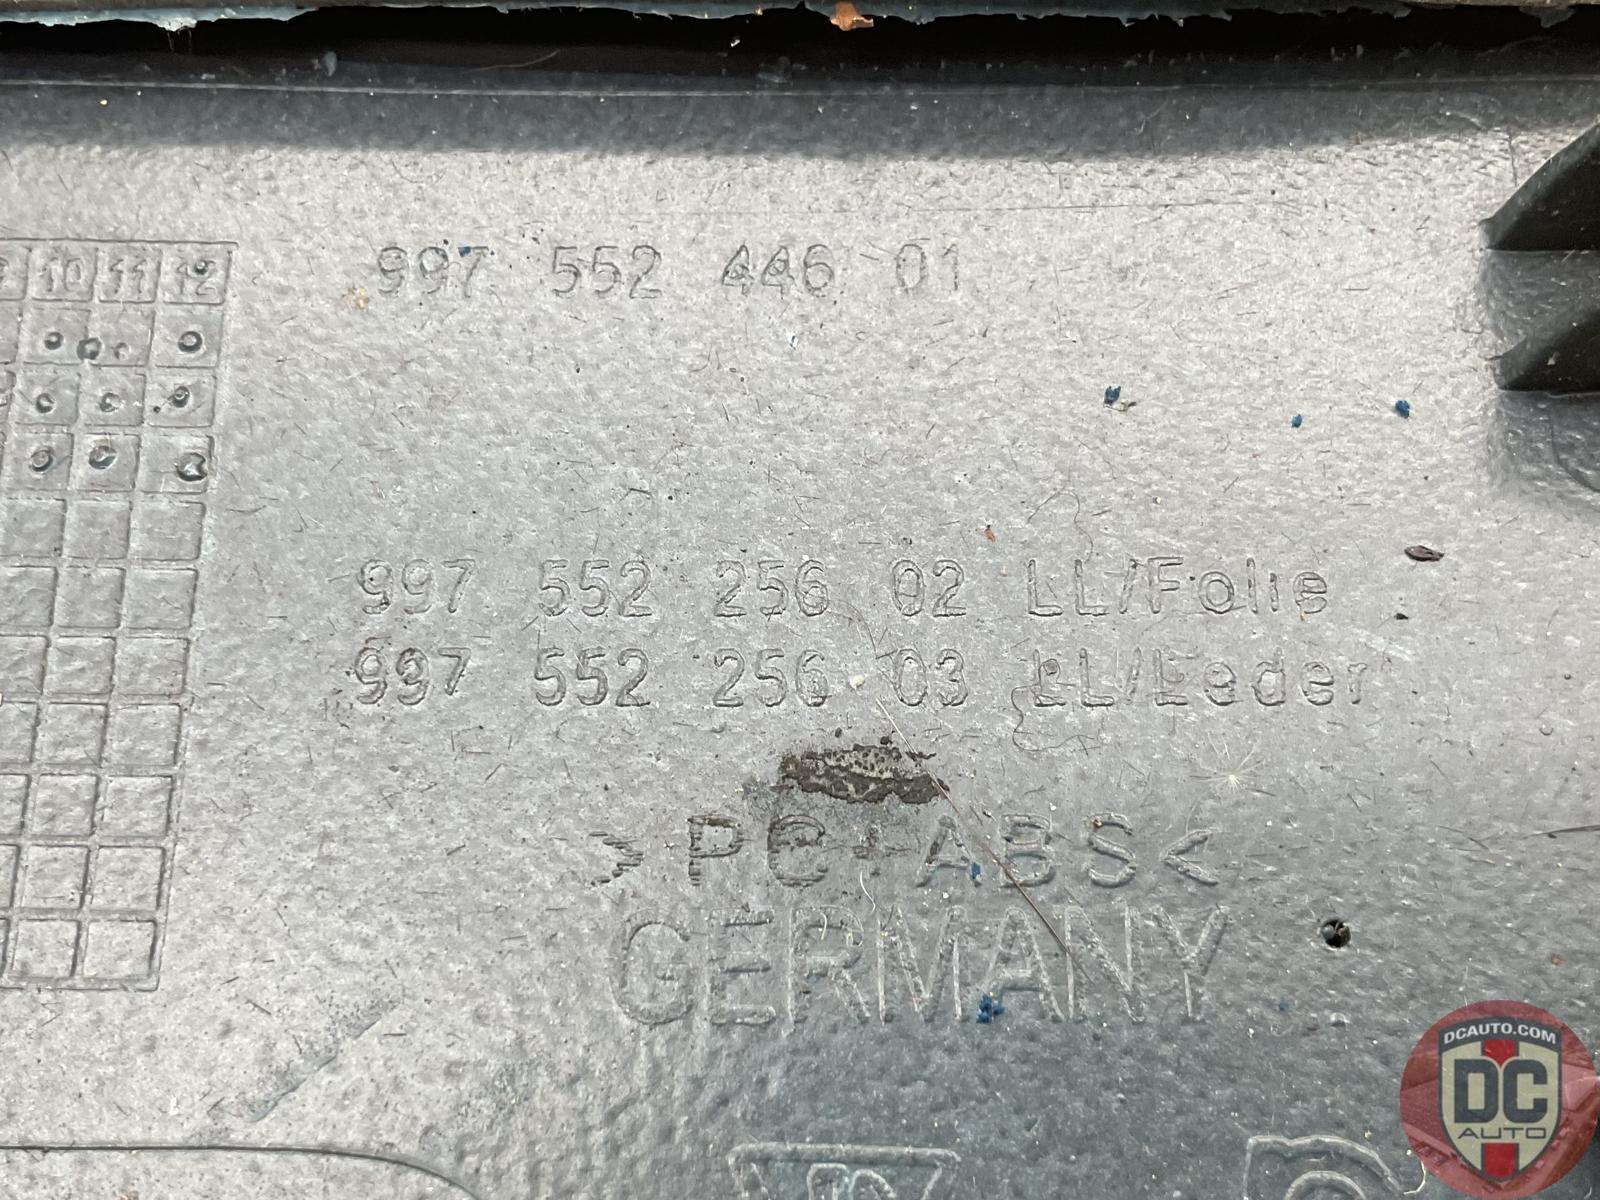 10 11 12
997 552 446 01
997 552 256 02 LL/Folie
997 552 256 03 LL/Leder
>PC+ABS<
GERMANY
DCAUTO.COM
DC
AUTO